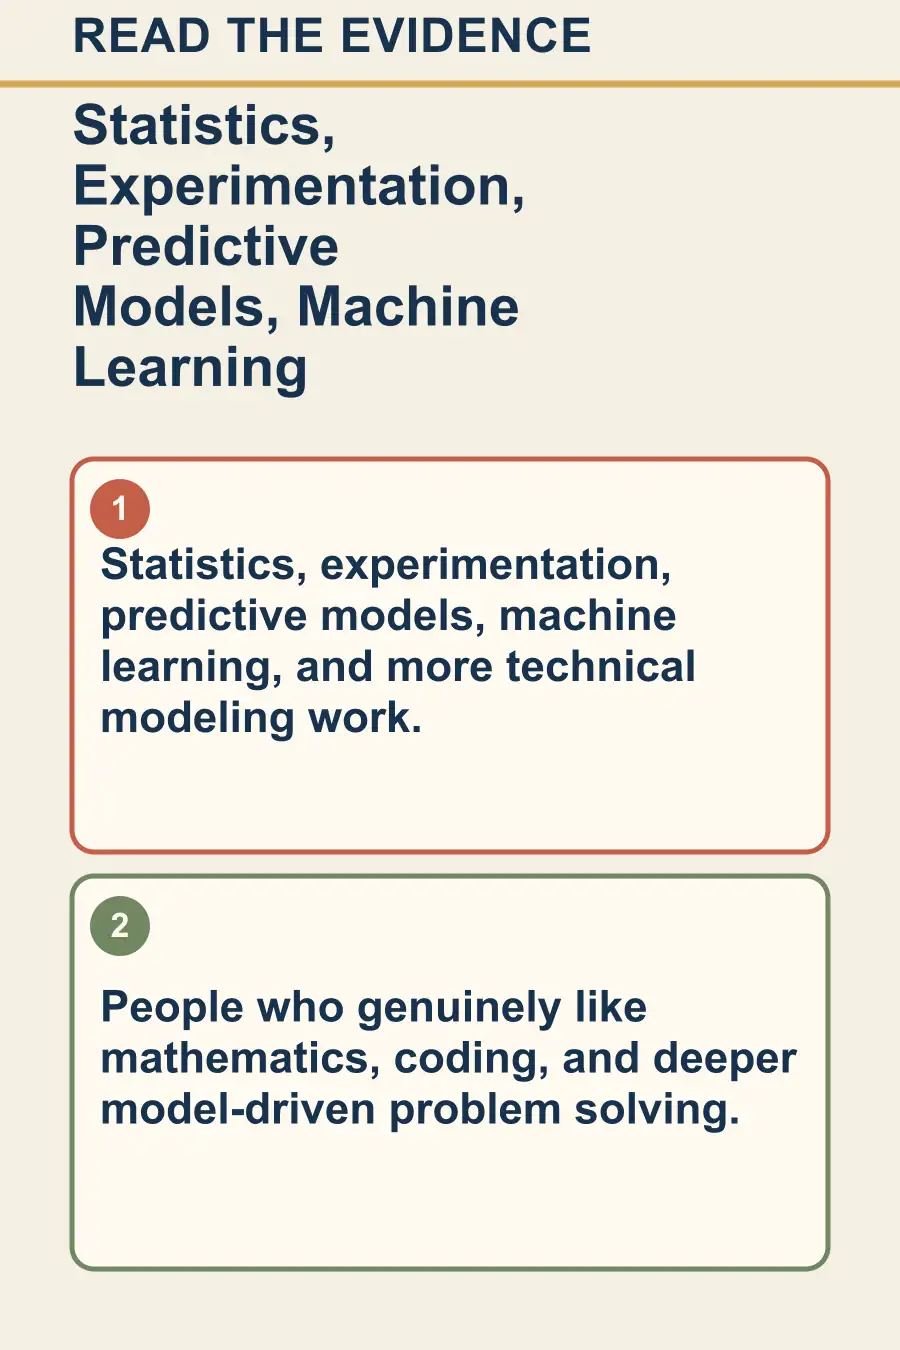 READ THE EVIDENCE
Statistics,
Experimentation,
Predictive
Models, Machine
Learning
1
Statistics, experimentation,
predictive models, machine
learning, and more technical
modeling work.
2
People who genuinely like
mathematics, coding, and deeper
model-driven problem solving.